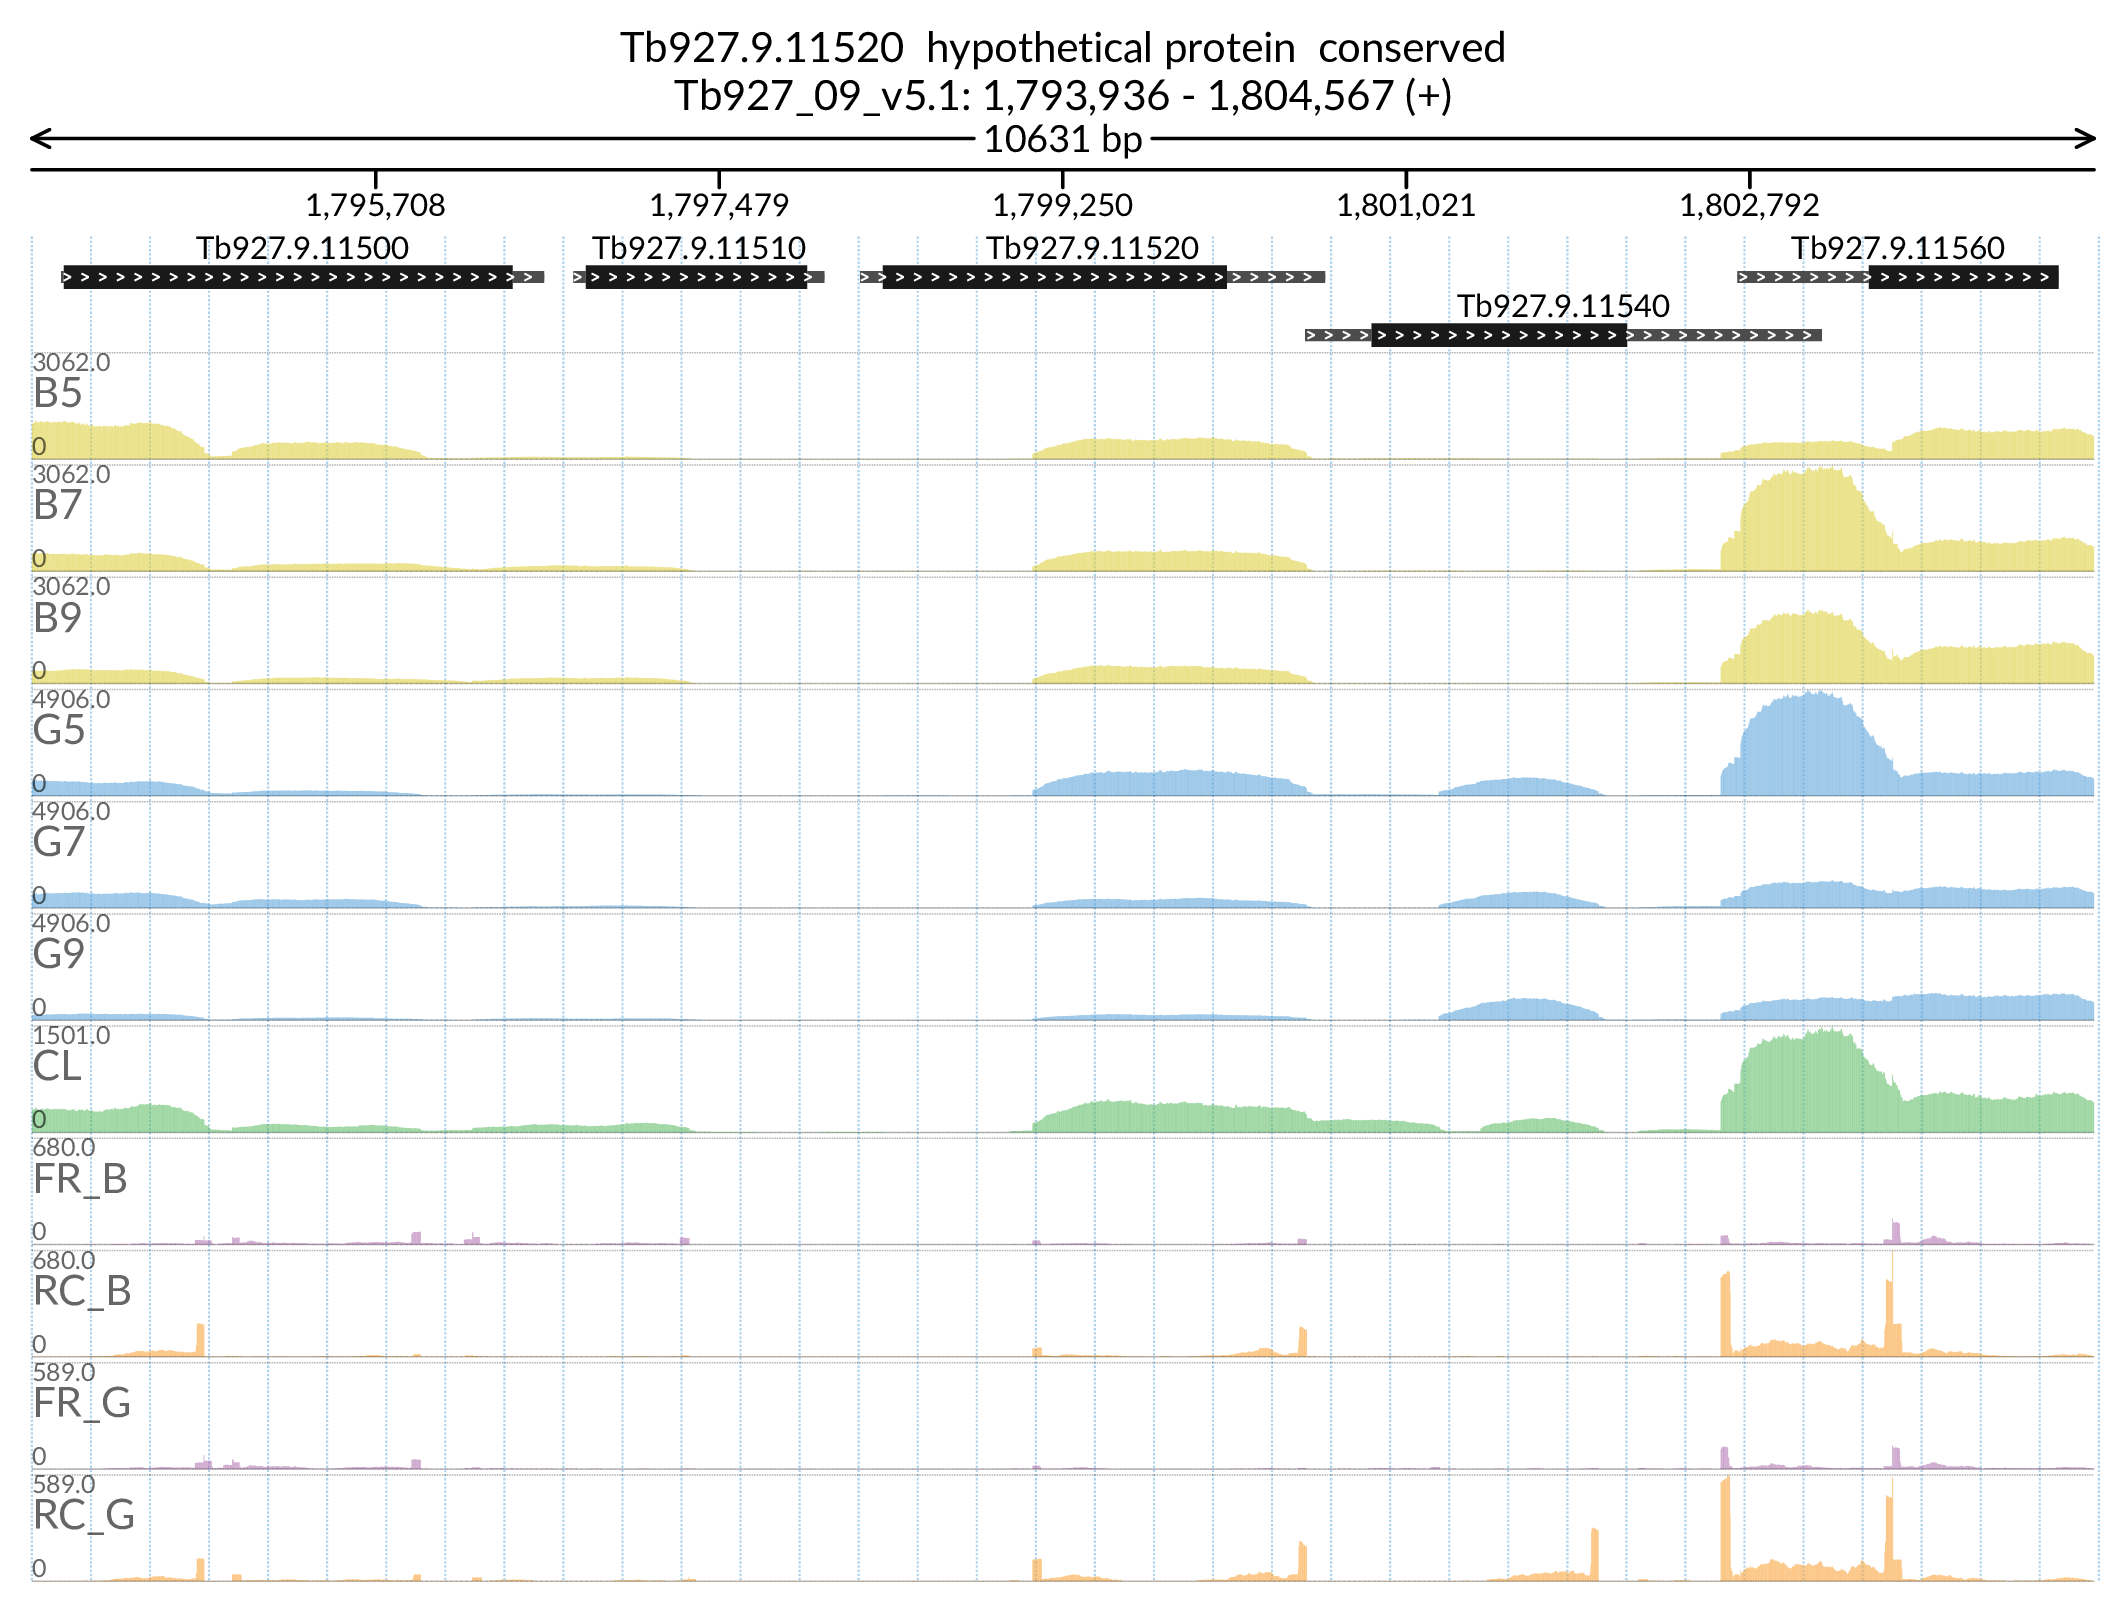 Tb927.9.11520  hypothetical protein  conserved
Tb927_09_v5.1: 1,793,936 - 1,804,567 (+)
10631 bp
1,795,708 1,797,479 1,799,250 1,801,021 1,802,792
Tb927.9.11500 Tb927.9.11510 Tb927.9.11520 Tb927.9.11560
Tb927.9.11540
3062.0
B5
0
3062.0
B7
0
3062.0
B9
0
4906.0
G5
0
4906.0
G7
0
4906.0
G9
0
1501.0
CL
0
680.0
FR_B
0
680.0
RC_B
0
589.0
FR_G
0
589.0
RC_G
0